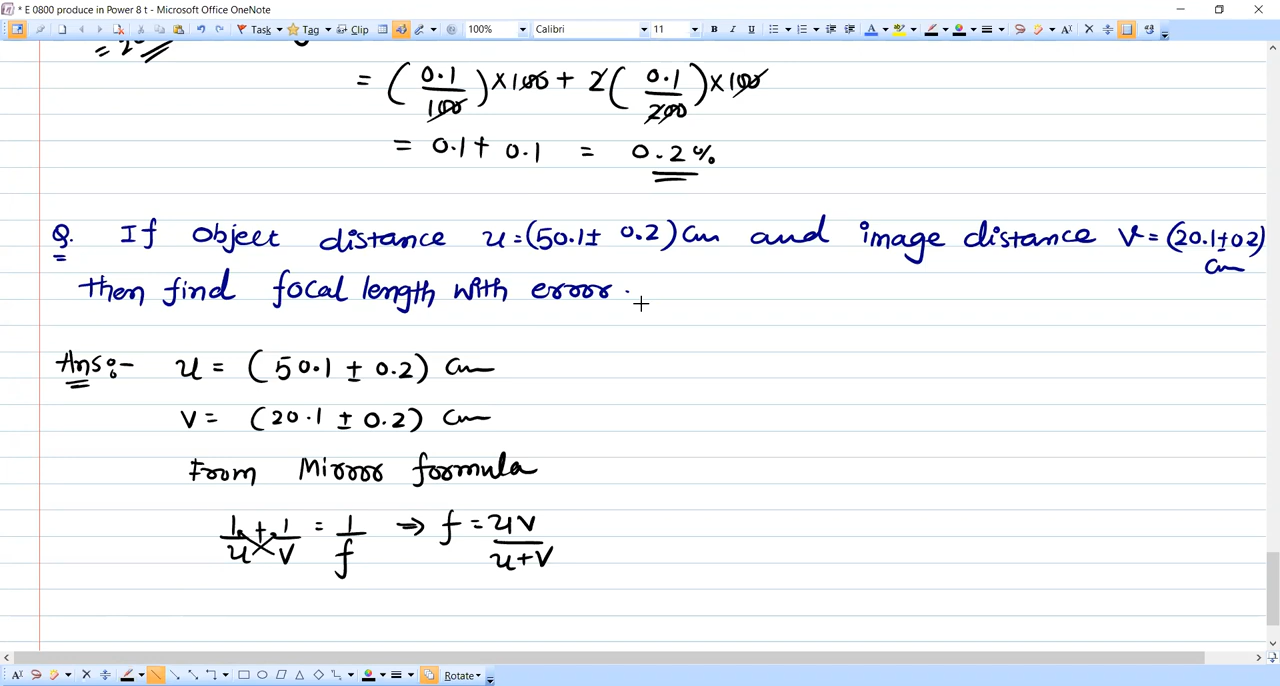 * E 0800 produce in Power 8 t - Microsoft Office OneNote
Task Tag Clip 100% Calibri 11 B I U
= ( 0.1 / 100 ) × 100 + 2 ( 0.1 / 200 ) × 100
= 0.1 + 0.1 = 0.2 %
Q. If object distance u = (50.1 ± 0.2) Cm and image distance v = (20.1 ± 02) Cm
then find focal length with error.
Ans:- u = (50.1 ± 0.2) Cm
v = (20.1 ± 0.2) Cm
From Mirror formula
1/u + 1/v = 1/f ⇒ f = uv / u+v
Rotate